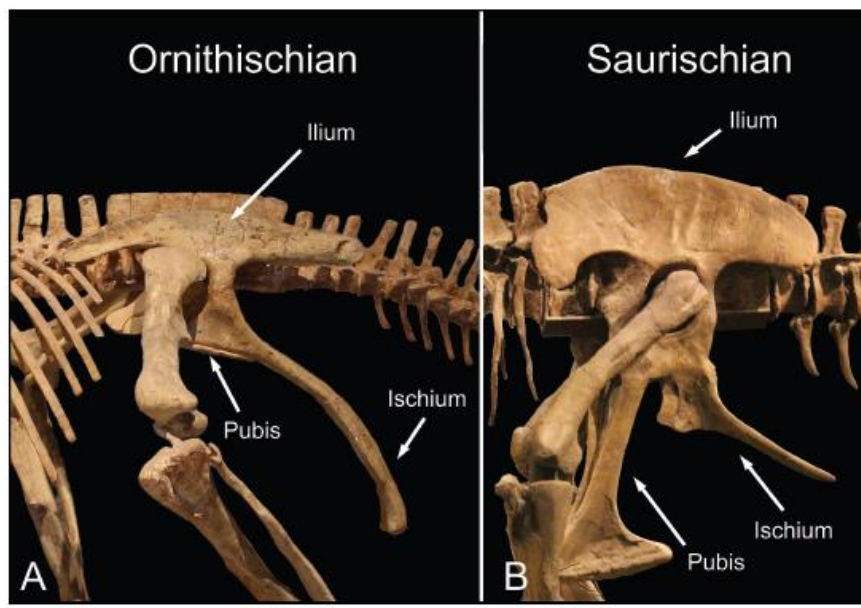 Ornithischian
Ilium
Pubis
Ischium
A
Saurischian
Ilium
Ischium
Pubis
B